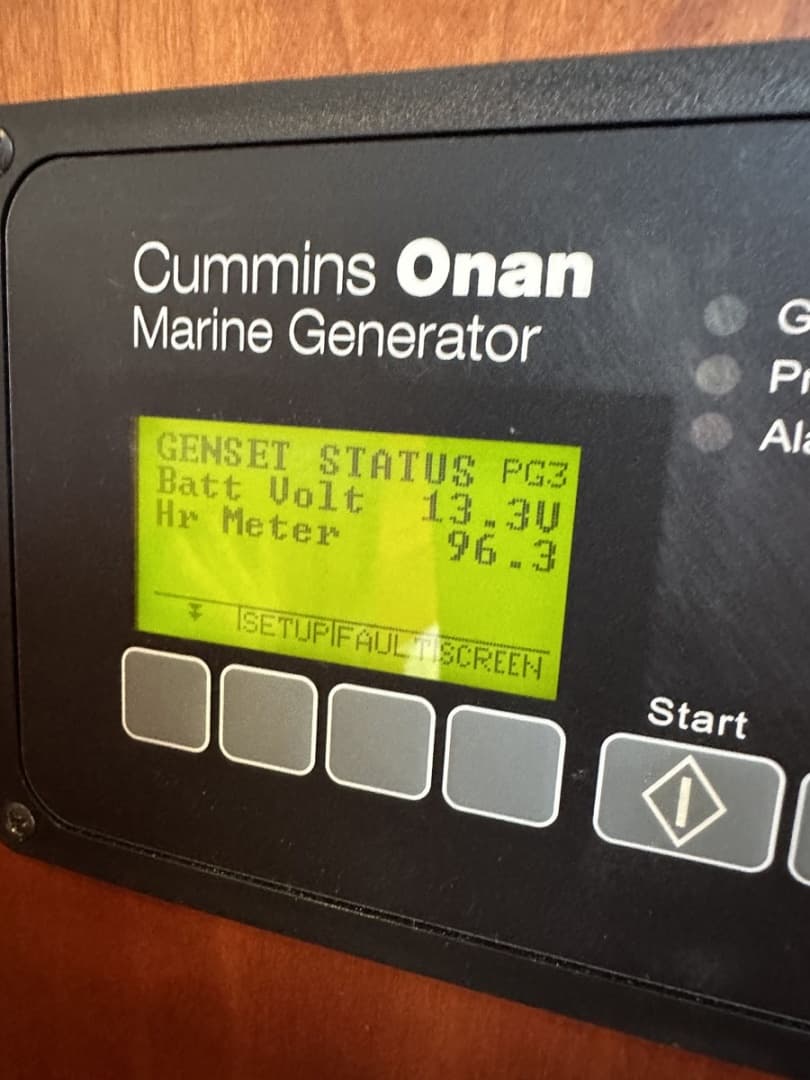 Cummins Onan
Marine Generator
GENSET STATUS PG3
Batt Volt 13.3V
Hr Meter 96.3
SETUP FAULT SCREEN
Start